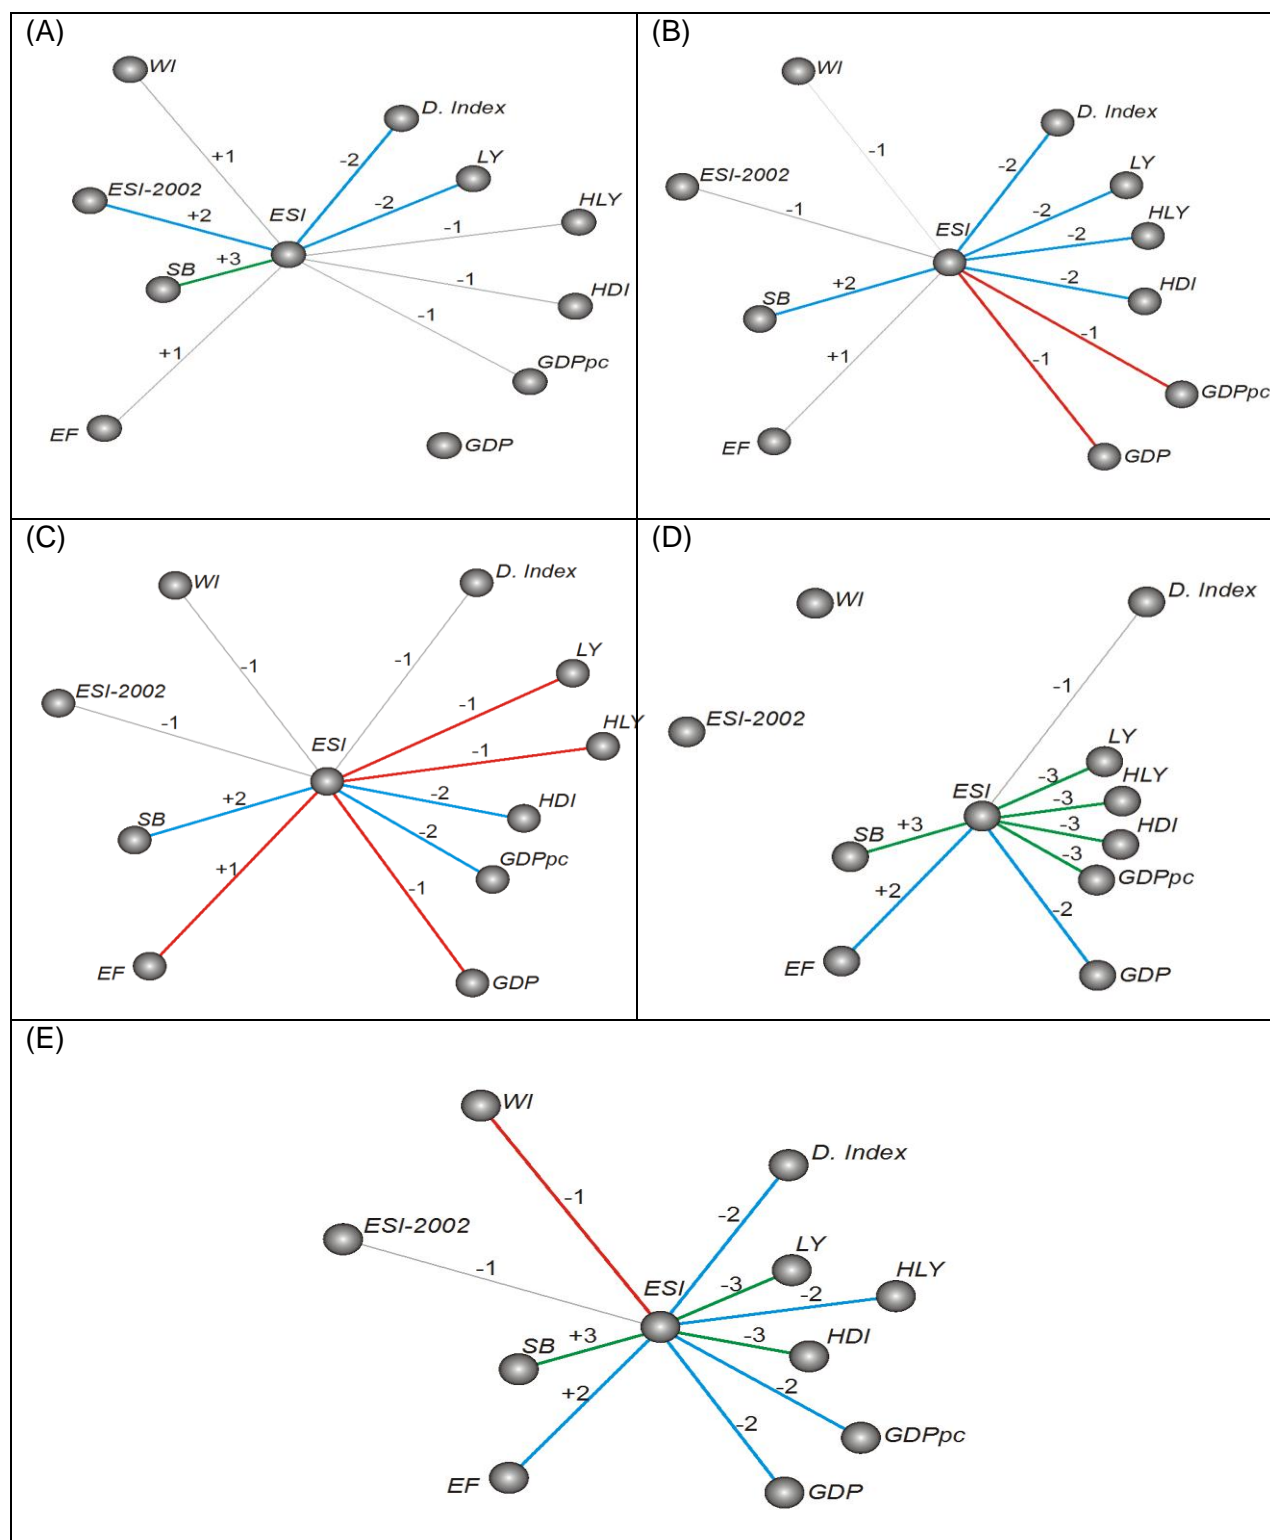 (A)
WI
D. Index
+1
-2
LY
ESI-2002
-2
ESI
HLY
+2
-1
+3
SB
-1
HDI
-1
+1
GDPpc
EF
GDP
(B)
WI
D. Index
-1
-2
LY
ESI-2002
-2
HLY
-1
ESI
-2
SB
+2
-2
HDI
-1
+1
-1
GDPpc
EF
GDP
(C)
WI
D. Index
-1
-1
LY
ESI-2002
-1
-1
HLY
ESI
-1
+2
-2
HDI
SB
-2
GDPpc
+1
-1
EF
GDP
(D)
WI
D. Index
-1
ESI-2002
LY
-3
HLY
ESI
-3
SB
+3
-3
HDI
-3
GDPpc
+2
-2
EF
GDP
(E)
WI
D. Index
-1
-2
ESI-2002
LY
-1
HLY
ESI
-3
-2
SB
+3
-3
HDI
+2
-2
-2
GDPpc
EF
GDP